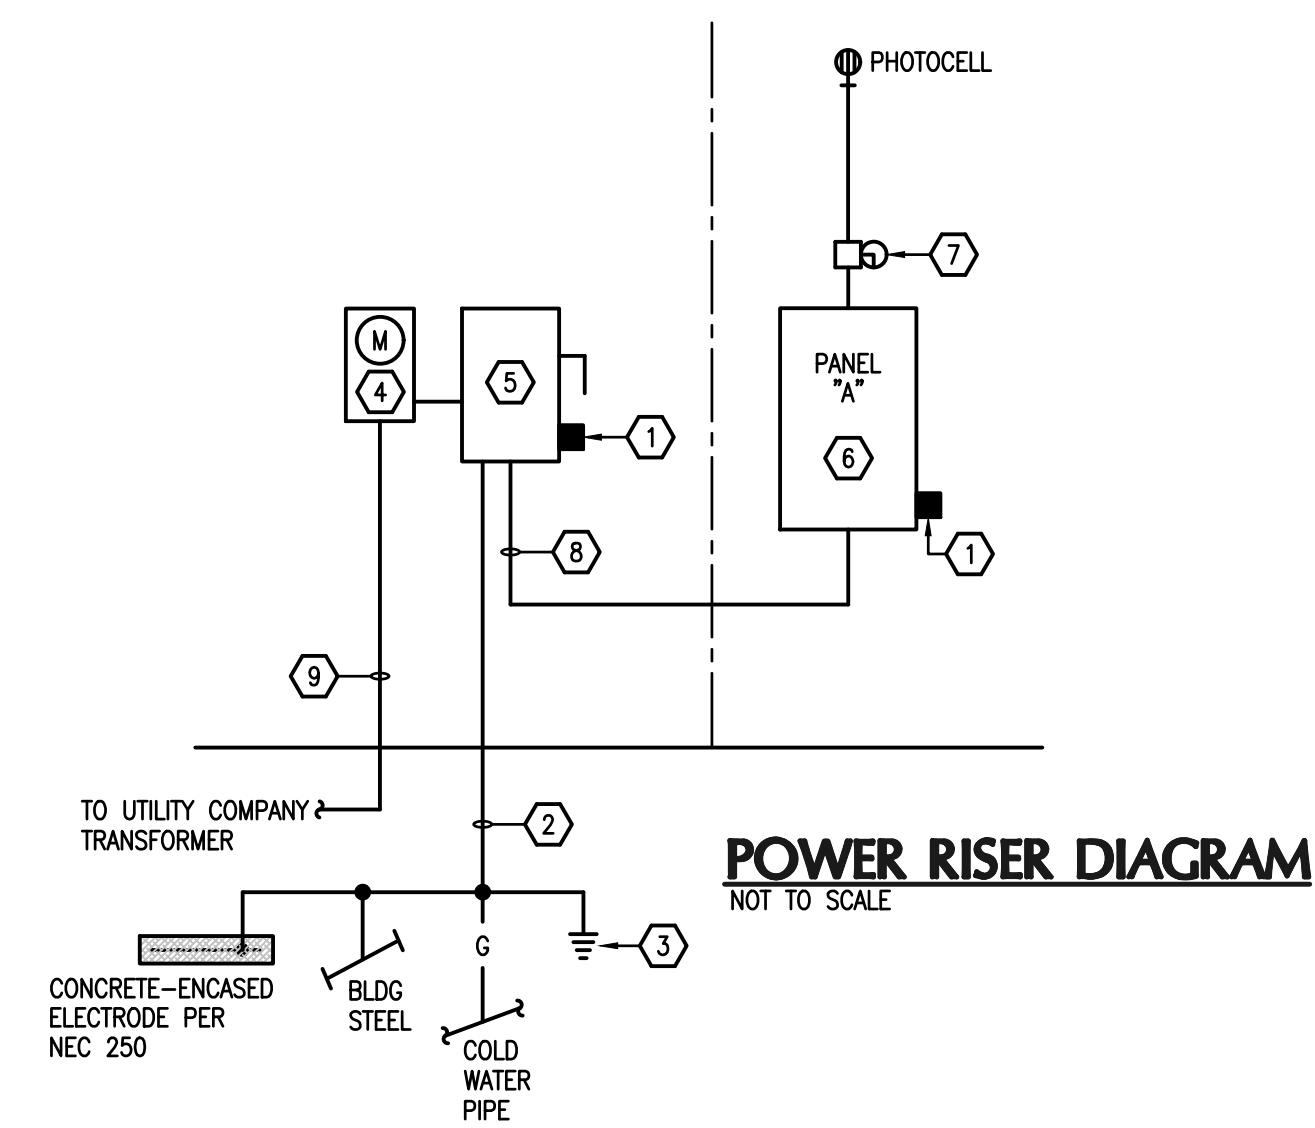 PHOTOCELL
7
M
4
5
PANEL
"A"
6
1
1
8
9
TO UTILITY COMPANY
TRANSFORMER
2
POWER RISER DIAGRAM
NOT TO SCALE
G
3
CONCRETE-ENCASED
ELECTRODE PER
NEC 250
BLDG
STEEL
COLD
WATER
PIPE